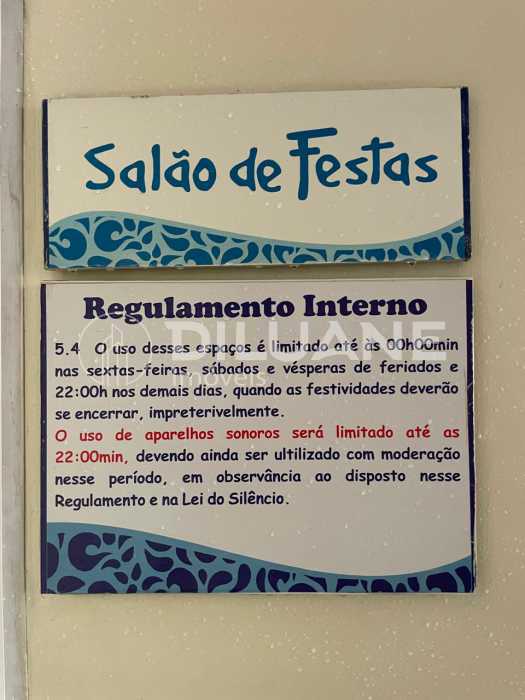 Salão de Festas
Regulamento Interno
5.4 O uso desses espaços é limitado até às 00h00min
nas sextas-feiras, sábados e vésperas de feriados e
22:00h nos demais dias, quando as festividades deverão
se encerrar, impreterivelmente.
O uso de aparelhos sonoros será limitado até as
22:00min, devendo ainda ser ultilizado com moderação
nesse período, em observância ao disposto nesse
Regulamento e na Lei do Silêncio.
DILUANE
imóveis